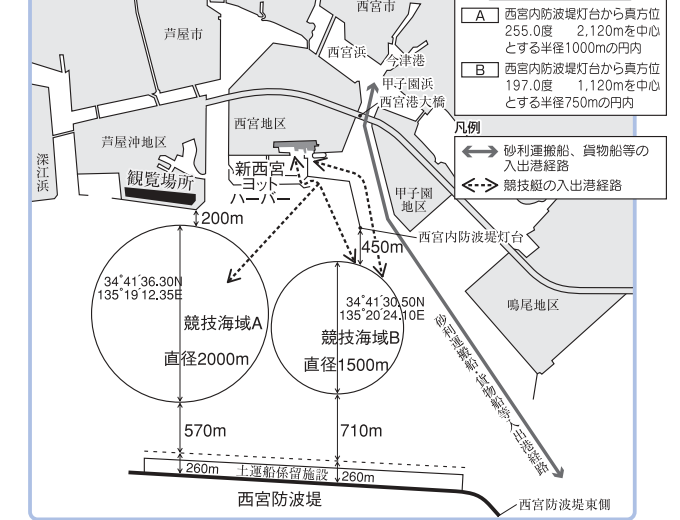 西宮市
芦屋市
西宮浜
今津港
甲子園浜
西宮港大橋
A 西宮内防波堤灯台から真方位
255.0度 2,120mを中心
とする半径1000mの円内
B 西宮内防波堤灯台から真方位
197.0度 1,120mを中心
とする半径750mの円内
凡例
砂利運搬船、貨物船等の
入出港経路
競技艇の入出港経路
西宮地区
芦屋沖地区
深江浜
観覧場所
新西宮
ヨット
ハーバー
甲子園
地区
200m
西宮内防波堤灯台
450m
34°41′36.30N
135°19′12.35E
34°41′30.50N
135°20′24.10E
鳴尾地区
競技海域A
競技海域B
直径2000m
直径1500m
砂利運搬船・貨物船等入出港経路
570m
710m
260m
土運船係留施設
260m
西宮防波堤
西宮防波堤東側